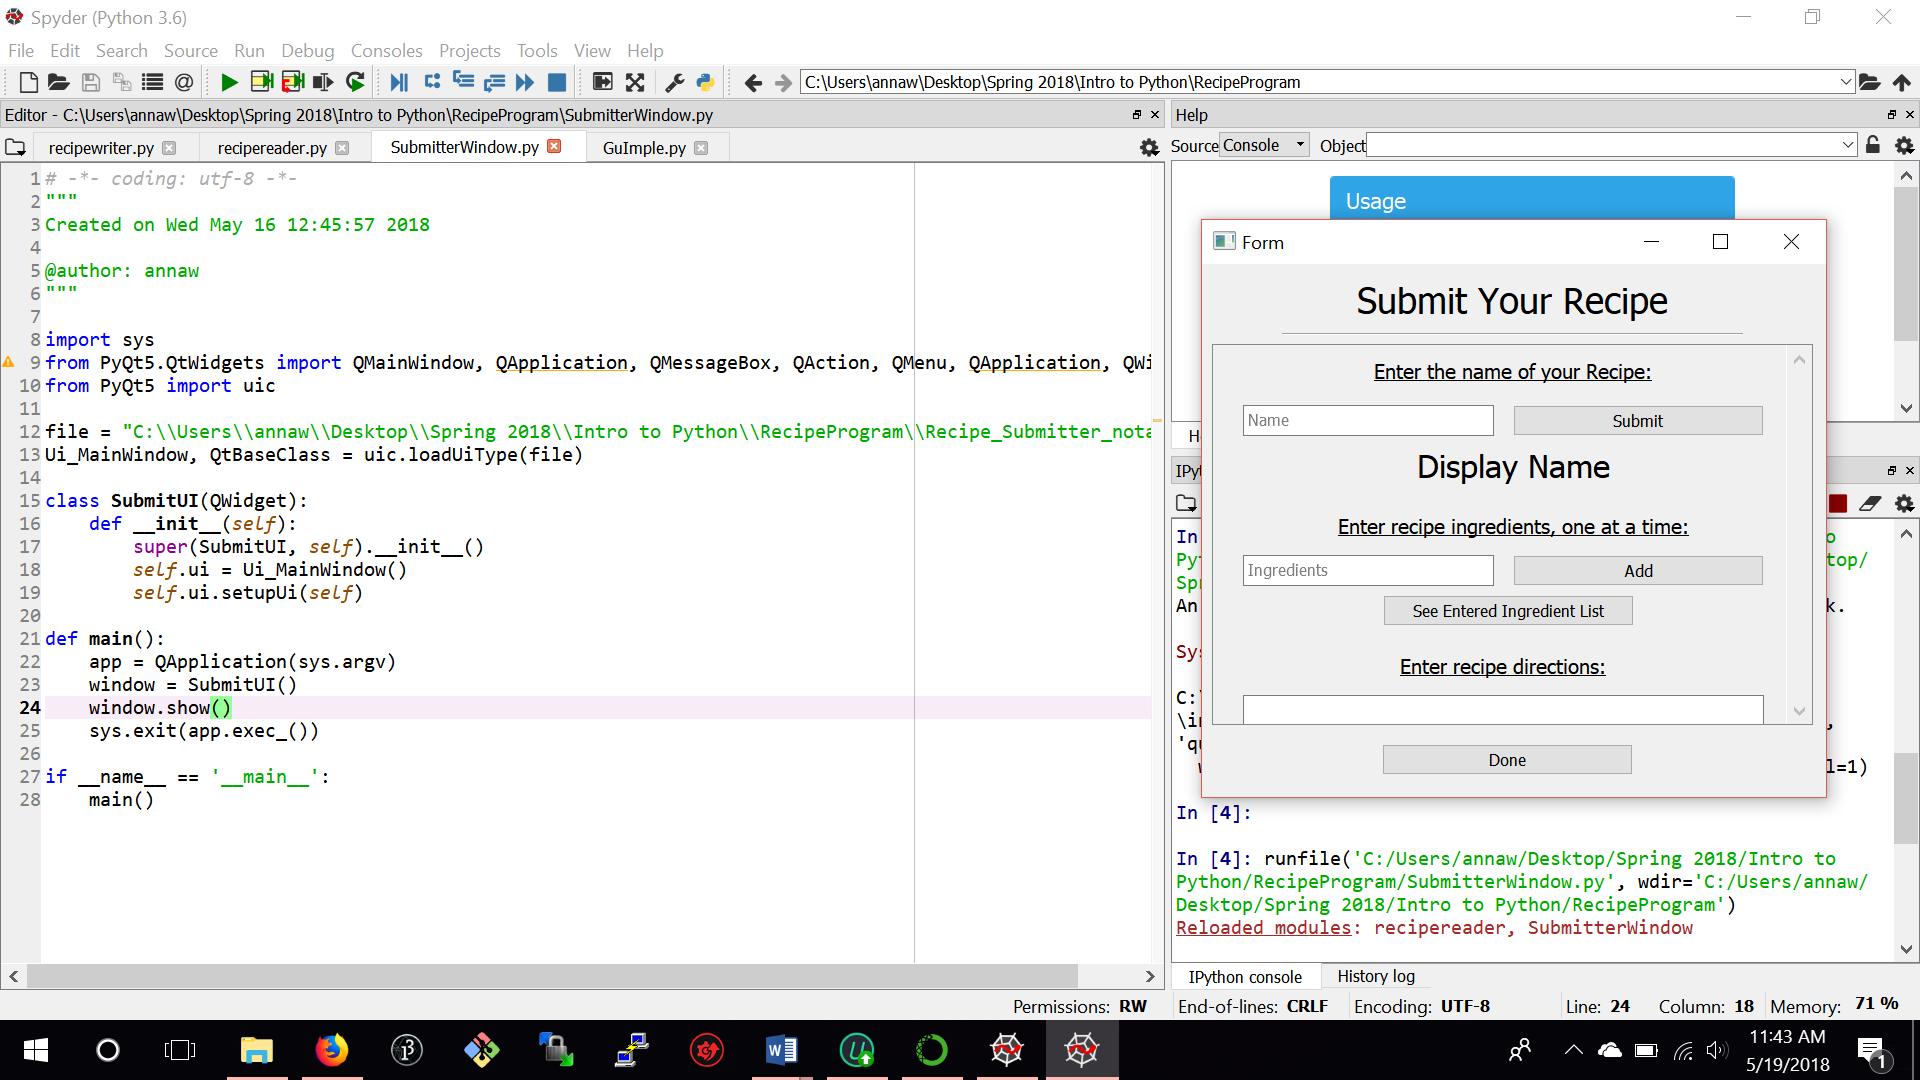 Spyder (Python 3.6)
File Edit Search Source Run Debug Consoles Projects Tools View Help
C:\Users\annaw\Desktop\Spring 2018\Intro to Python\RecipeProgram
Editor - C:\Users\annaw\Desktop\Spring 2018\Intro to Python\RecipeProgram\SubmitterWindow.py
recipewriter.py recipereader.py SubmitterWindow.py GuImple.py
1 # -*- coding: utf-8 -*-
2 """
3 Created on Wed May 16 12:45:57 2018
4
5 @author: annaw
6 """
7
8 import sys
9 from PyQt5.QtWidgets import QMainWindow, QApplication, QMessageBox, QAction, QMenu, QApplication, QWi
10 from PyQt5 import uic
11
12 file = "C:\\Users\\annaw\\Desktop\\Spring 2018\\Intro to Python\\RecipeProgram\\Recipe_Submitter_nota
13 Ui_MainWindow, QtBaseClass = uic.loadUiType(file)
14
15 class SubmitUI(QWidget):
16     def __init__(self):
17         super(SubmitUI, self).__init__()
18         self.ui = Ui_MainWindow()
19         self.ui.setupUi(self)
20
21 def main():
22     app = QApplication(sys.argv)
23     window = SubmitUI()
24     window.show()
25     sys.exit(app.exec_())
26
27 if __name__ == '__main__':
28     main()
Help
Source Console Object
Usage
Form
Submit Your Recipe
Enter the name of your Recipe:
Name Submit
Display Name
Enter recipe ingredients, one at a time:
Ingredients Add
See Entered Ingredient List
Enter recipe directions:
Done
H
IPy
In o
Py top/
Sp
An k.
Sys
C:\
\i ,
'q
l=1)
In [4]:
In [4]: runfile('C:/Users/annaw/Desktop/Spring 2018/Intro to
Python/RecipeProgram/SubmitterWindow.py', wdir='C:/Users/annaw/
Desktop/Spring 2018/Intro to Python/RecipeProgram')
Reloaded modules: recipereader, SubmitterWindow
IPython console History log
Permissions: RW End-of-lines: CRLF Encoding: UTF-8 Line: 24 Column: 18 Memory: 71 %
11:43 AM
5/19/2018
1